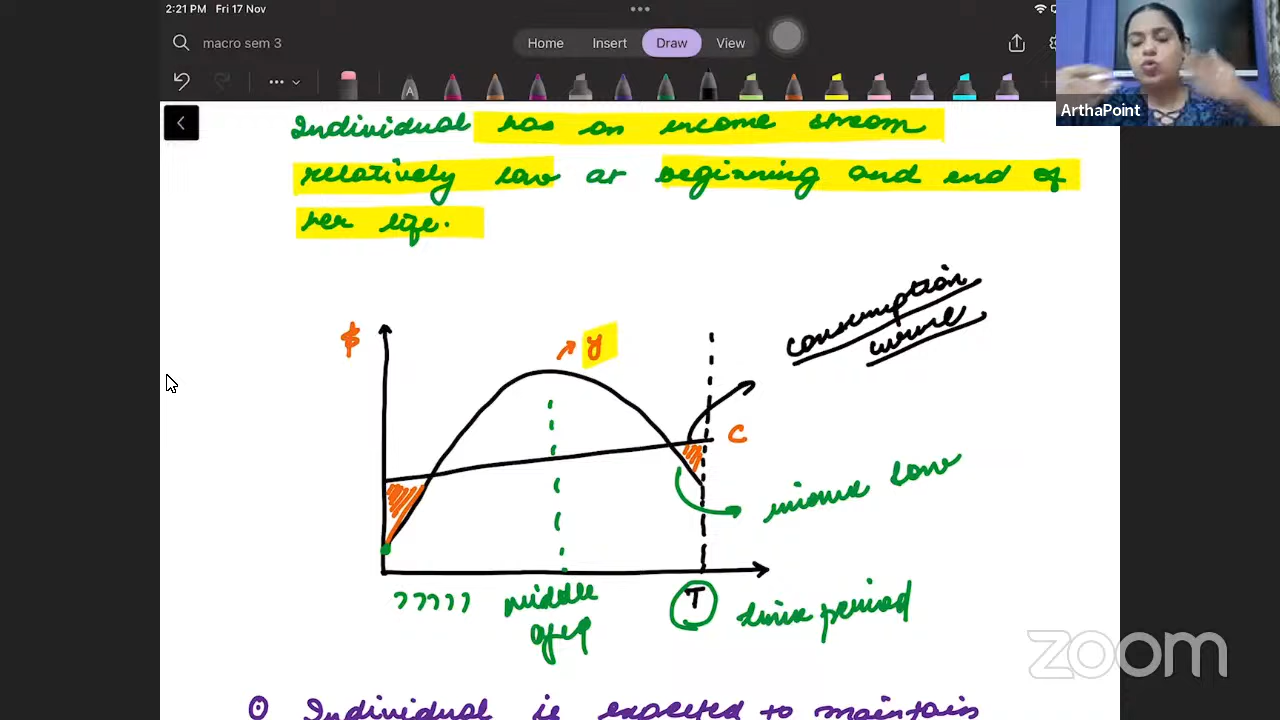 2:21 PM Fri 17 Nov
macro sem 3
Home Insert Draw View
ArthaPoint
Individual has an income stream
relatively low at beginning and end of
her life.
$
y
consumption
curve
C
income low
77777 middle
age
T
time period
zoom
Individual is expected to maintain